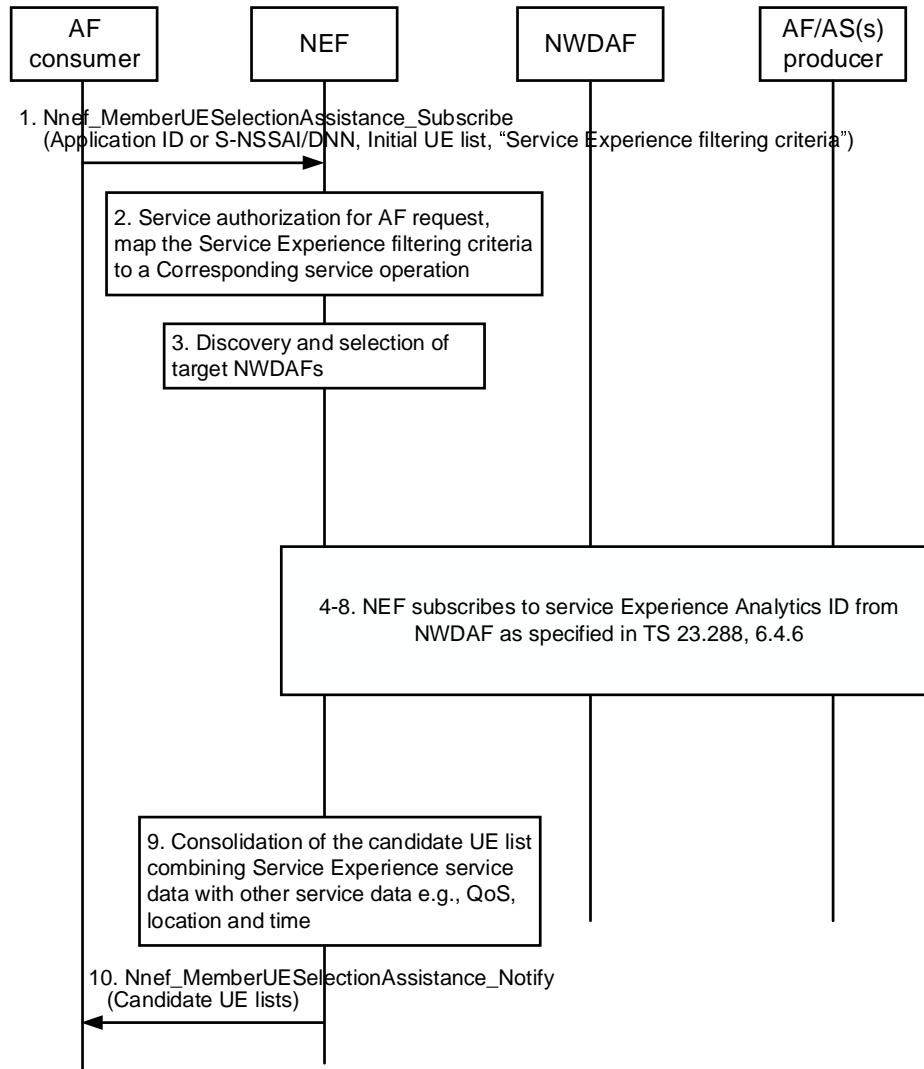 AF
consumer
NEF
NWDAF
AF/AS(s)
producer
1. Nnef_MemberUESelectionAssistance_Subscribe
(Application ID or S-NSSAI/DNN, Initial UE list, “Service Experience filtering criteria”)
2. Service authorization for AF request,
map the Service Experience filtering criteria
to a Corresponding service operation
3. Discovery and selection of
target NWDAFs
4-8. NEF subscribes to service Experience Analytics ID from
NWDAF as specified in TS 23.288, 6.4.6
9. Consolidation of the candidate UE list
combining Service Experience service
data with other service data e.g., QoS,
location and time
10. Nnef_MemberUESelectionAssistance_Notify
(Candidate UE lists)